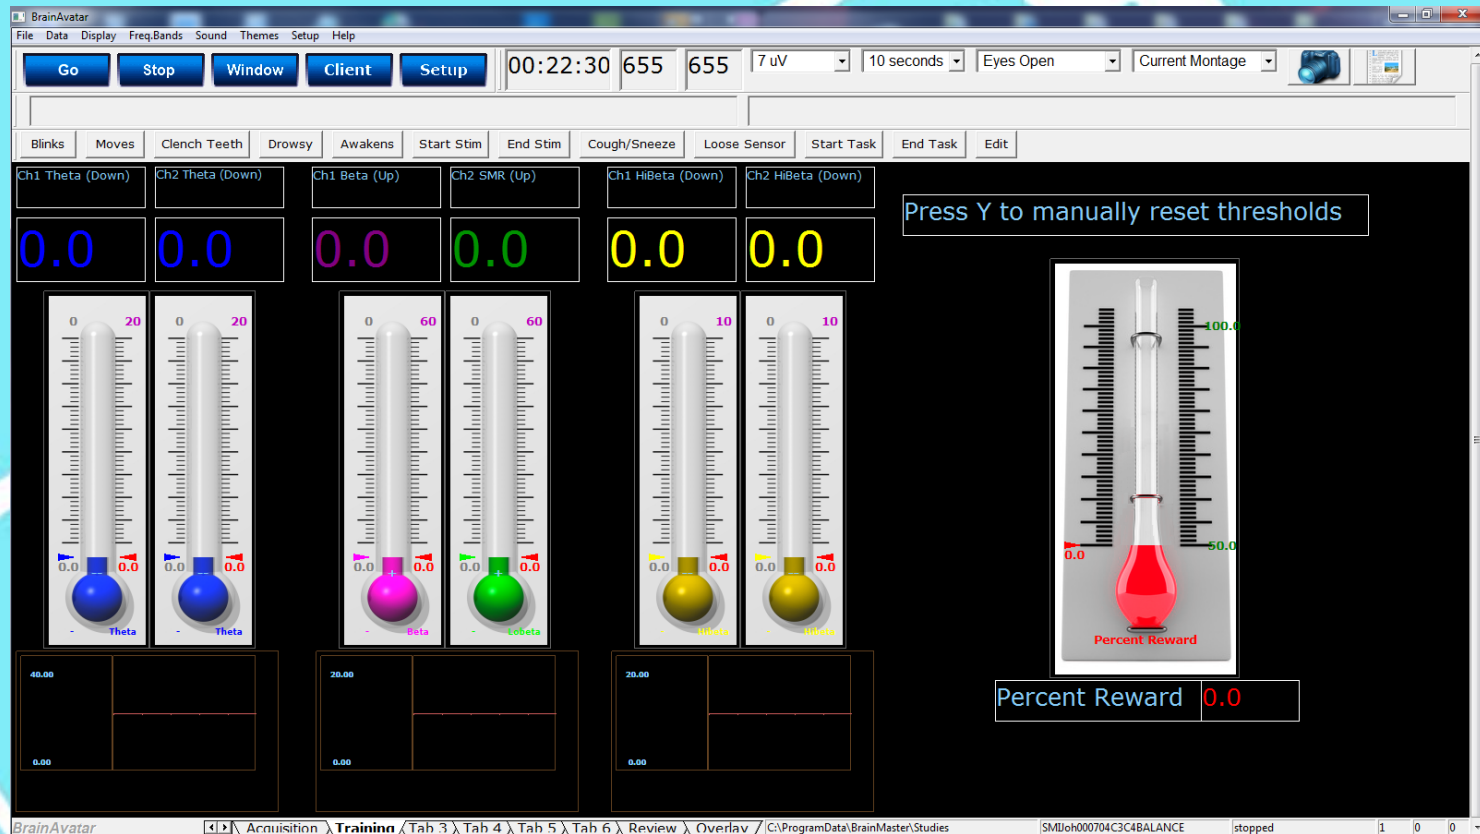 BrainAvatar
File Data Display Freq.Bands Sound Themes Setup Help
Go Stop Window Client Setup 00:22:30 655 655 7 uV 10 seconds Eyes Open Current Montage
Blinks Moves Clench Teeth Drowsy Awakens Start Stim End Stim Cough/Sneeze Loose Sensor Start Task End Task Edit
Ch1 Theta (Down) Ch2 Theta (Down) Ch1 Beta (Up) Ch2 SMR (Up) Ch1 HiBeta (Down) Ch2 HiBeta (Down)
Press Y to manually reset thresholds
0.0 0.0 0.0 0.0 0.0 0.0
0 20 0 20 0 60 0 60 0 10 0 10
100.0
50.0
0.0
0.0 0.0 0.0 0.0 0.0 0.0 0.0 0.0 0.0 0.0 0.0 0.0
- Theta - Theta - Beta - Lobeta - Hibeta - Hibeta
Percent Reward
40.00 20.00 20.00
Percent Reward 0.0
0.00 0.00 0.00
BrainAvatar Acquisition Training Tab 3 Tab 4 Tab 5 Tab 6 Review Overlay C:\ProgramData\BrainMaster\Studies SMIJoh000704C3C4BALANCE stopped 1 0 0